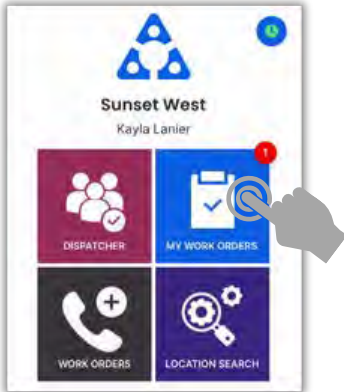 Sunset West
Kayla Lanier
1
DISPATCHER
MY WORK ORDERS
WORK ORDERS
LOCATION SEARCH